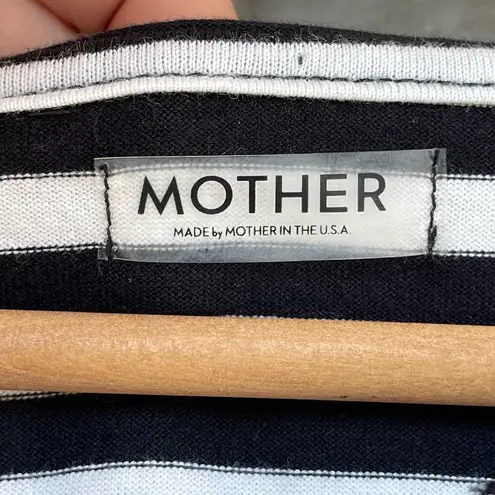 MOTHER
MADE by MOTHER IN THE U.S.A.